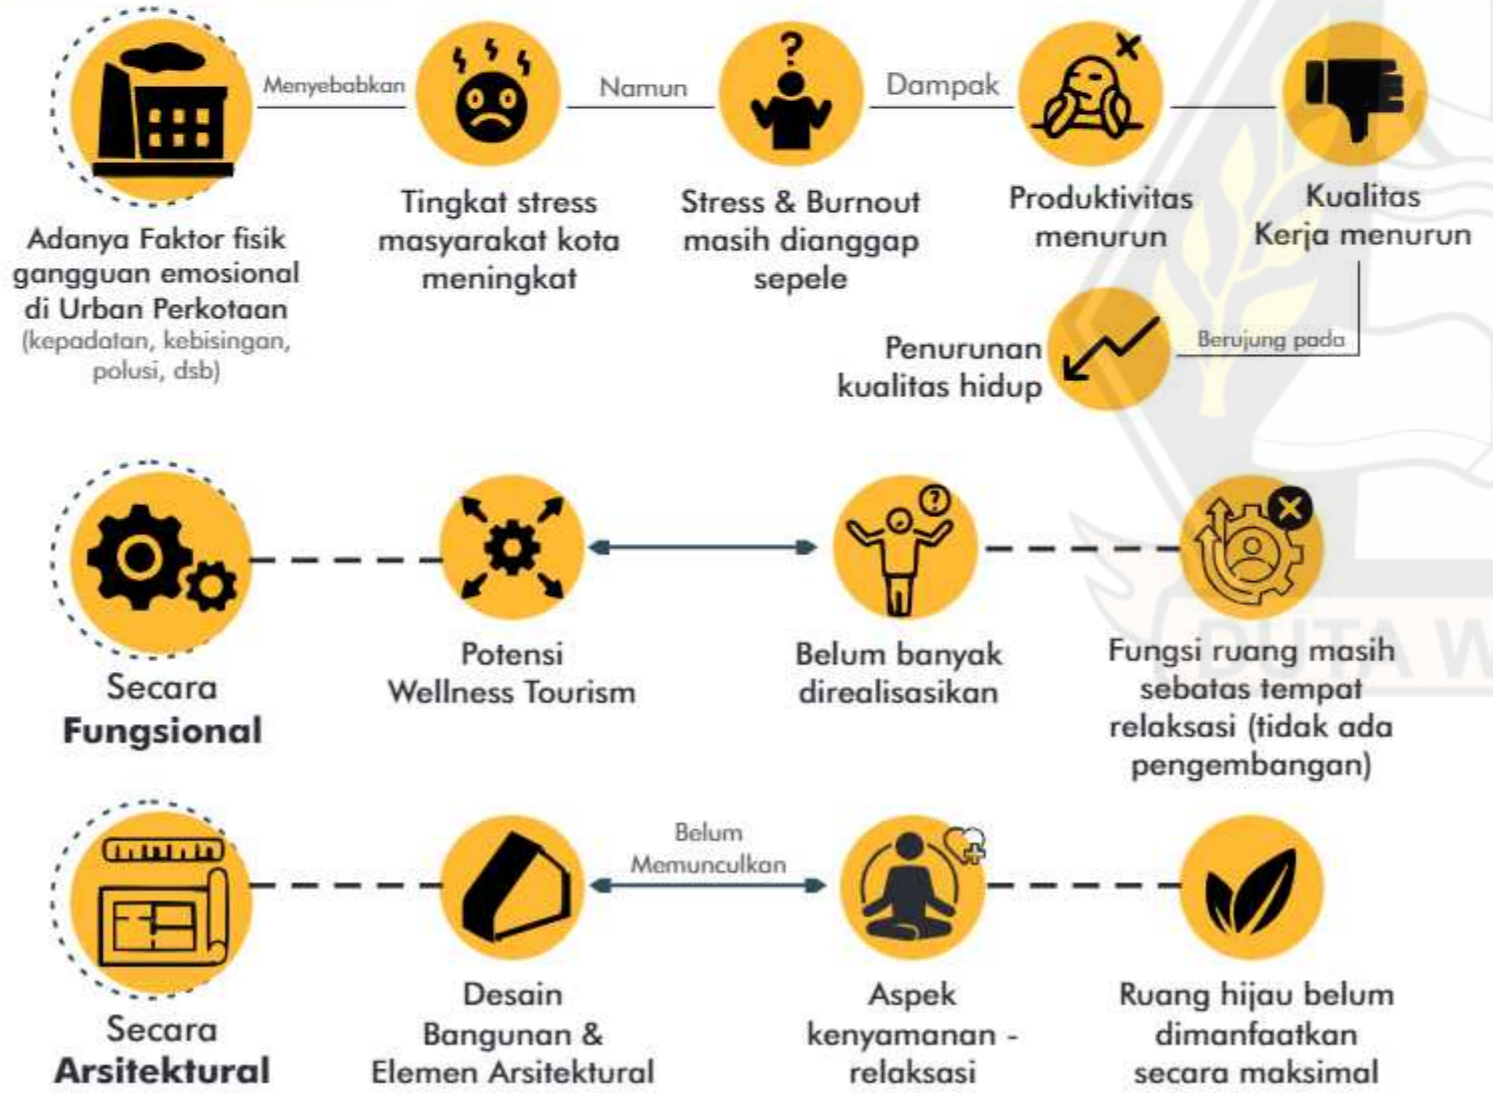 Menyebabkan
Namun
Dampak
Adanya Faktor fisik
gangguan emosional
di Urban Perkotaan
(kepadatan, kebisingan,
polusi, dsb)
Tingkat stress
masyarakat kota
meningkat
Stress & Burnout
masih dianggap
sepele
Produktivitas
menurun
Kualitas
Kerja menurun
Berujung pada
Penurunan
kualitas hidup
Secara
Fungsional
Potensi
Wellness Tourism
Belum banyak
direalisasikan
Fungsi ruang masih
sebatas tempat
relaksasi (tidak ada
pengembangan)
DUTA W
Secara
Arsitektural
Desain
Bangunan &
Elemen Arsitektural
Belum
Memunculkan
Aspek
kenyamanan -
relaksasi
Ruang hijau belum
dimanfaatkan
secara maksimal